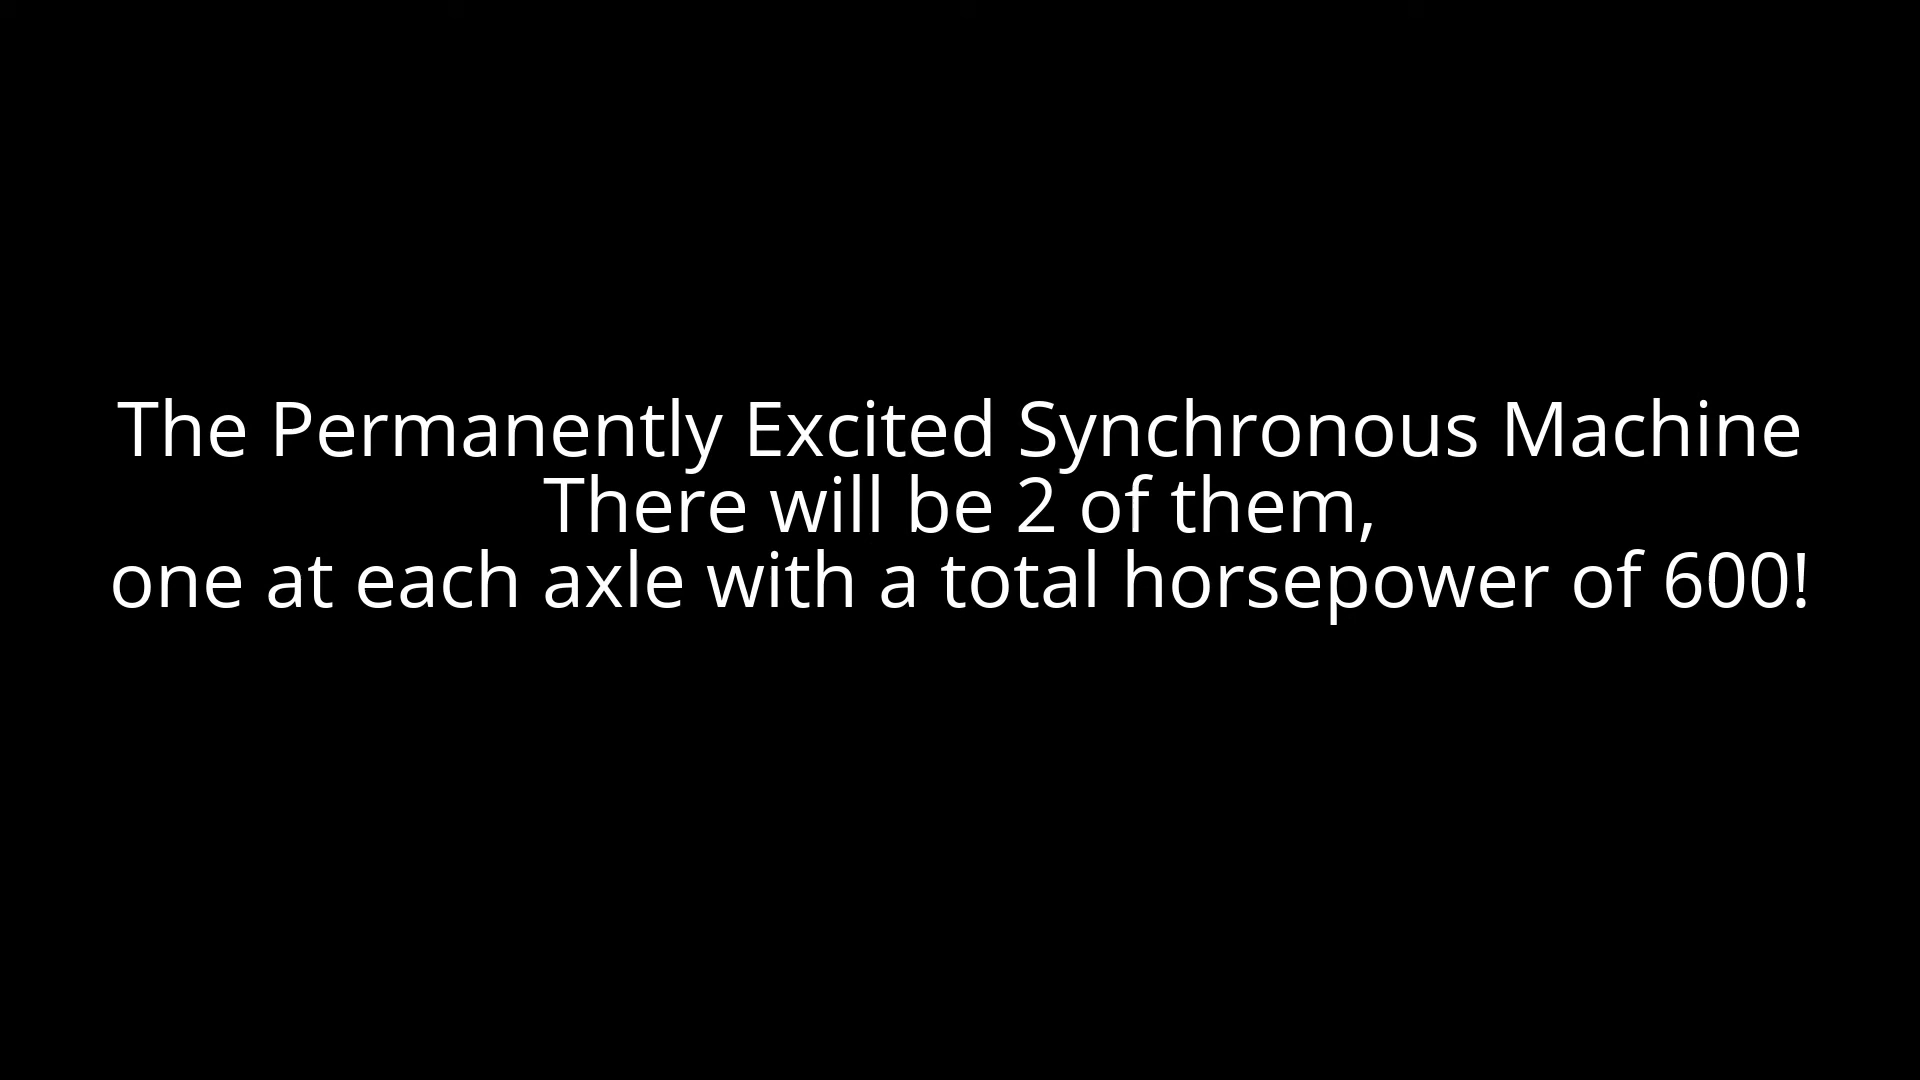 The Permanently Excited Synchronous Machine
There will be 2 of them,
one at each axle with a total horsepower of 600!